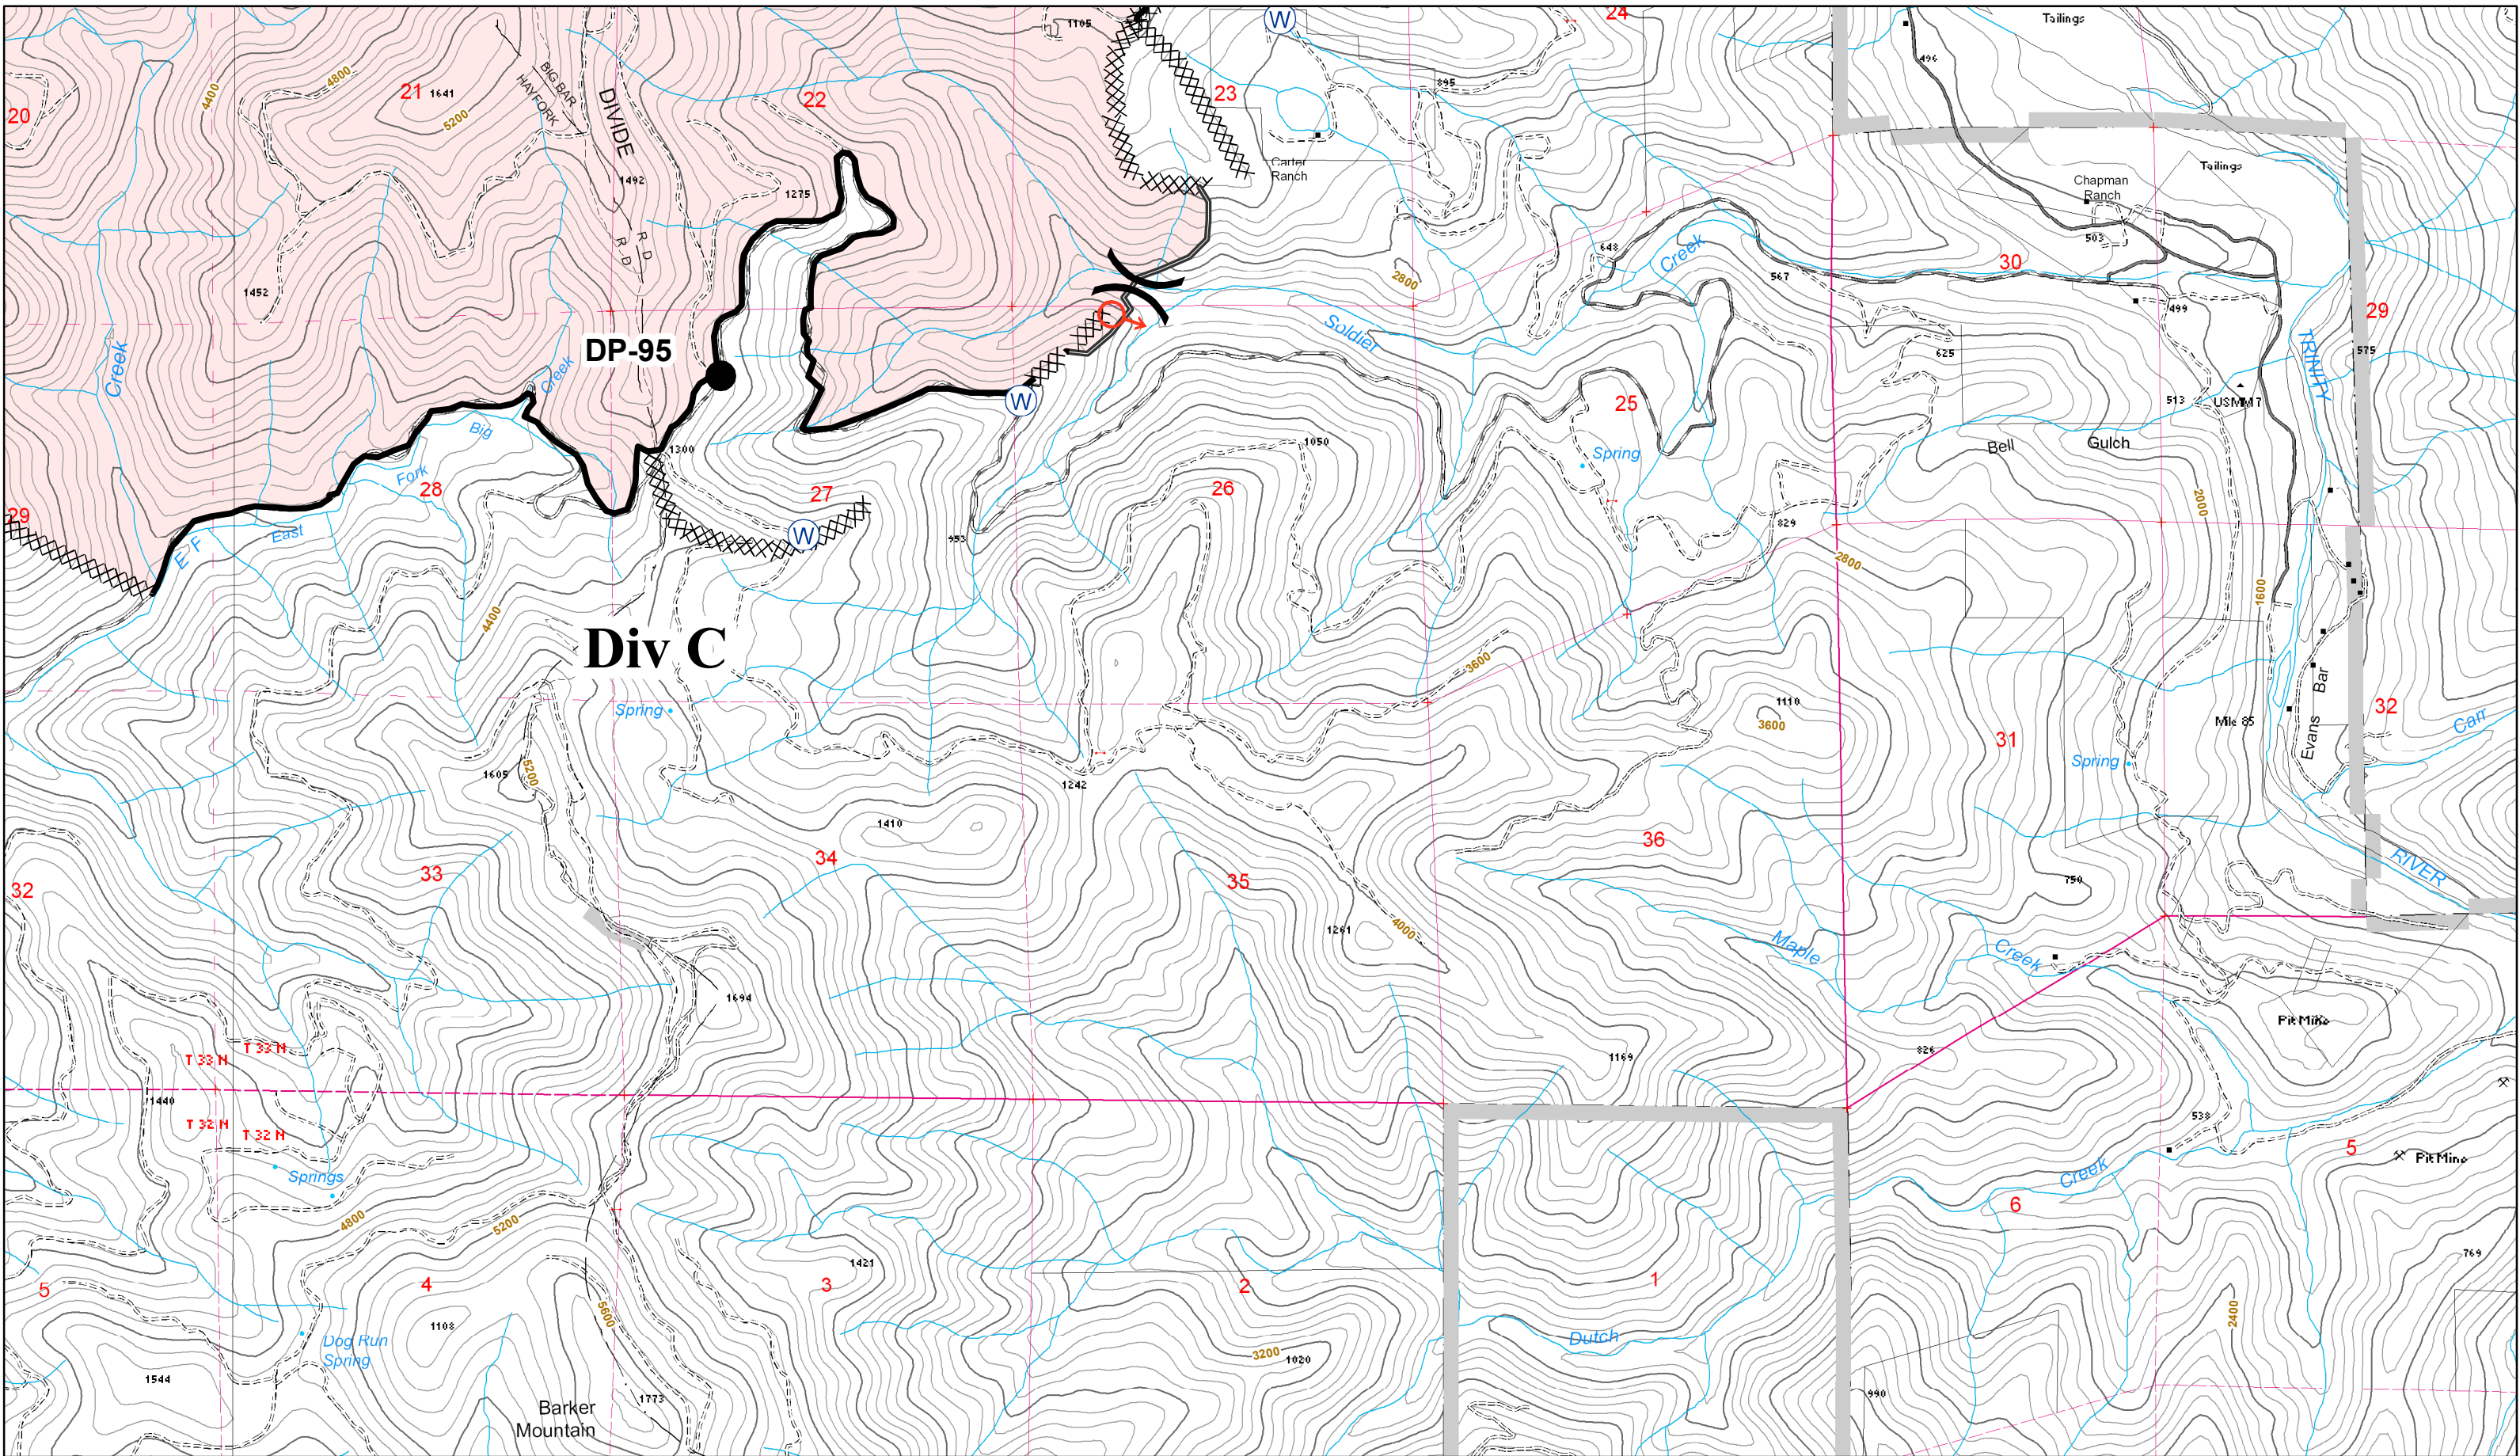 24
Tailings
1105
W
496
4800
21
1641
BIG BAR
HAYFORK
DIVIDE
22
23
895
4400
20
5200
Tailings
Carter
Ranch
Chapman
Ranch
1492
1275
503
R D
R D
648
Creek
567
30
2800
1452
499
29
Soldier
TRINITY
DP-95
Creek
Creek
625
575
W
25
513
USMM7
Big
Bell
Gulch
1300
1050
Spring
Fork
28
27
26
2000
29
E F
East
W
953
829
2800
1600
4400
Div C
3600
Spring
1110
3600
Mile 85
Evans Bar
32
Carr
31
Spring
1605
5200
1242
1410
34
36
33
35
32
750
RIVER
1261
4000
Maple
Creek
1694
Pit Mine
T 33 N
T 33 N
1169
826
1440
T 32 N
T 32 N
538
5
Pit Mine
Springs
Creek
6
4800
5200
769
1421
5
4
3
2
1
5600
1108
2400
Dog Run
Spring
Dutch
3200
1020
1544
1773
990
Barker
Mountain